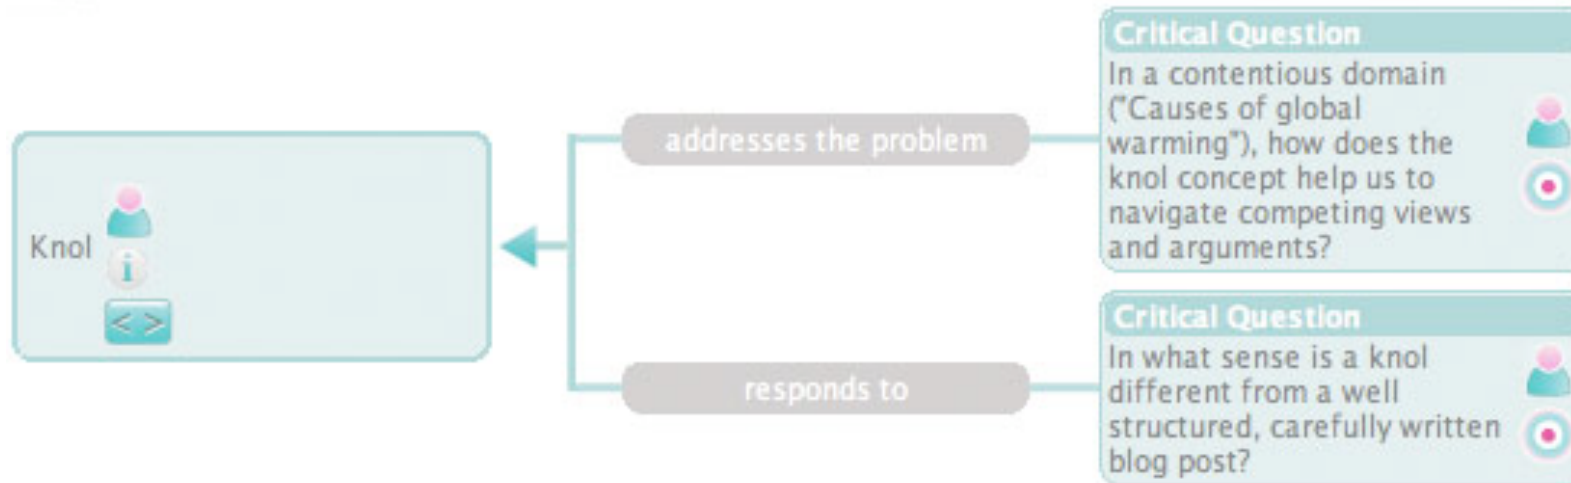 Knol
i
< >
addresses the problem
responds to
Critical Question
In a contentious domain
("Causes of global
warming"), how does the
knol concept help us to
navigate competing views
and arguments?
Critical Question
In what sense is a knol
different from a well
structured, carefully written
blog post?